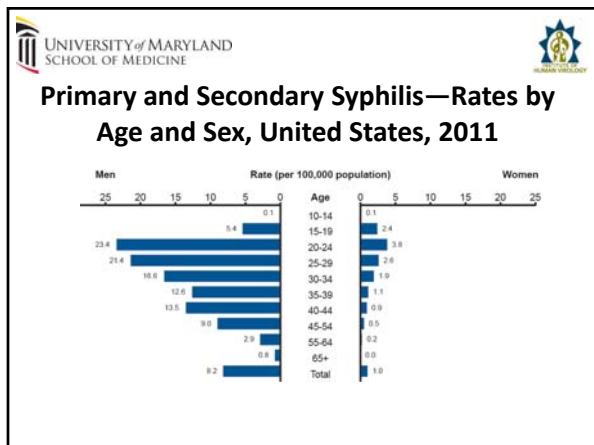 UNIVERSITY of MARYLAND
SCHOOL OF MEDICINE
INSTITUTE OF
HUMAN VIROLOGY
Primary and Secondary Syphilis—Rates by
Age and Sex, United States, 2011
Men Rate (per 100,000 population) Women
25 20 15 10 5 0 Age 0 5 10 15 20 25
0.1 10-14 0.1
5.4 15-19 2.4
23.4 20-24 3.8
21.4 25-29 2.6
16.6 30-34 1.9
12.6 35-39 1.1
13.5 40-44 0.9
9.0 45-54 0.5
2.9 55-64 0.2
0.8 65+ 0.0
8.2 Total 1.0